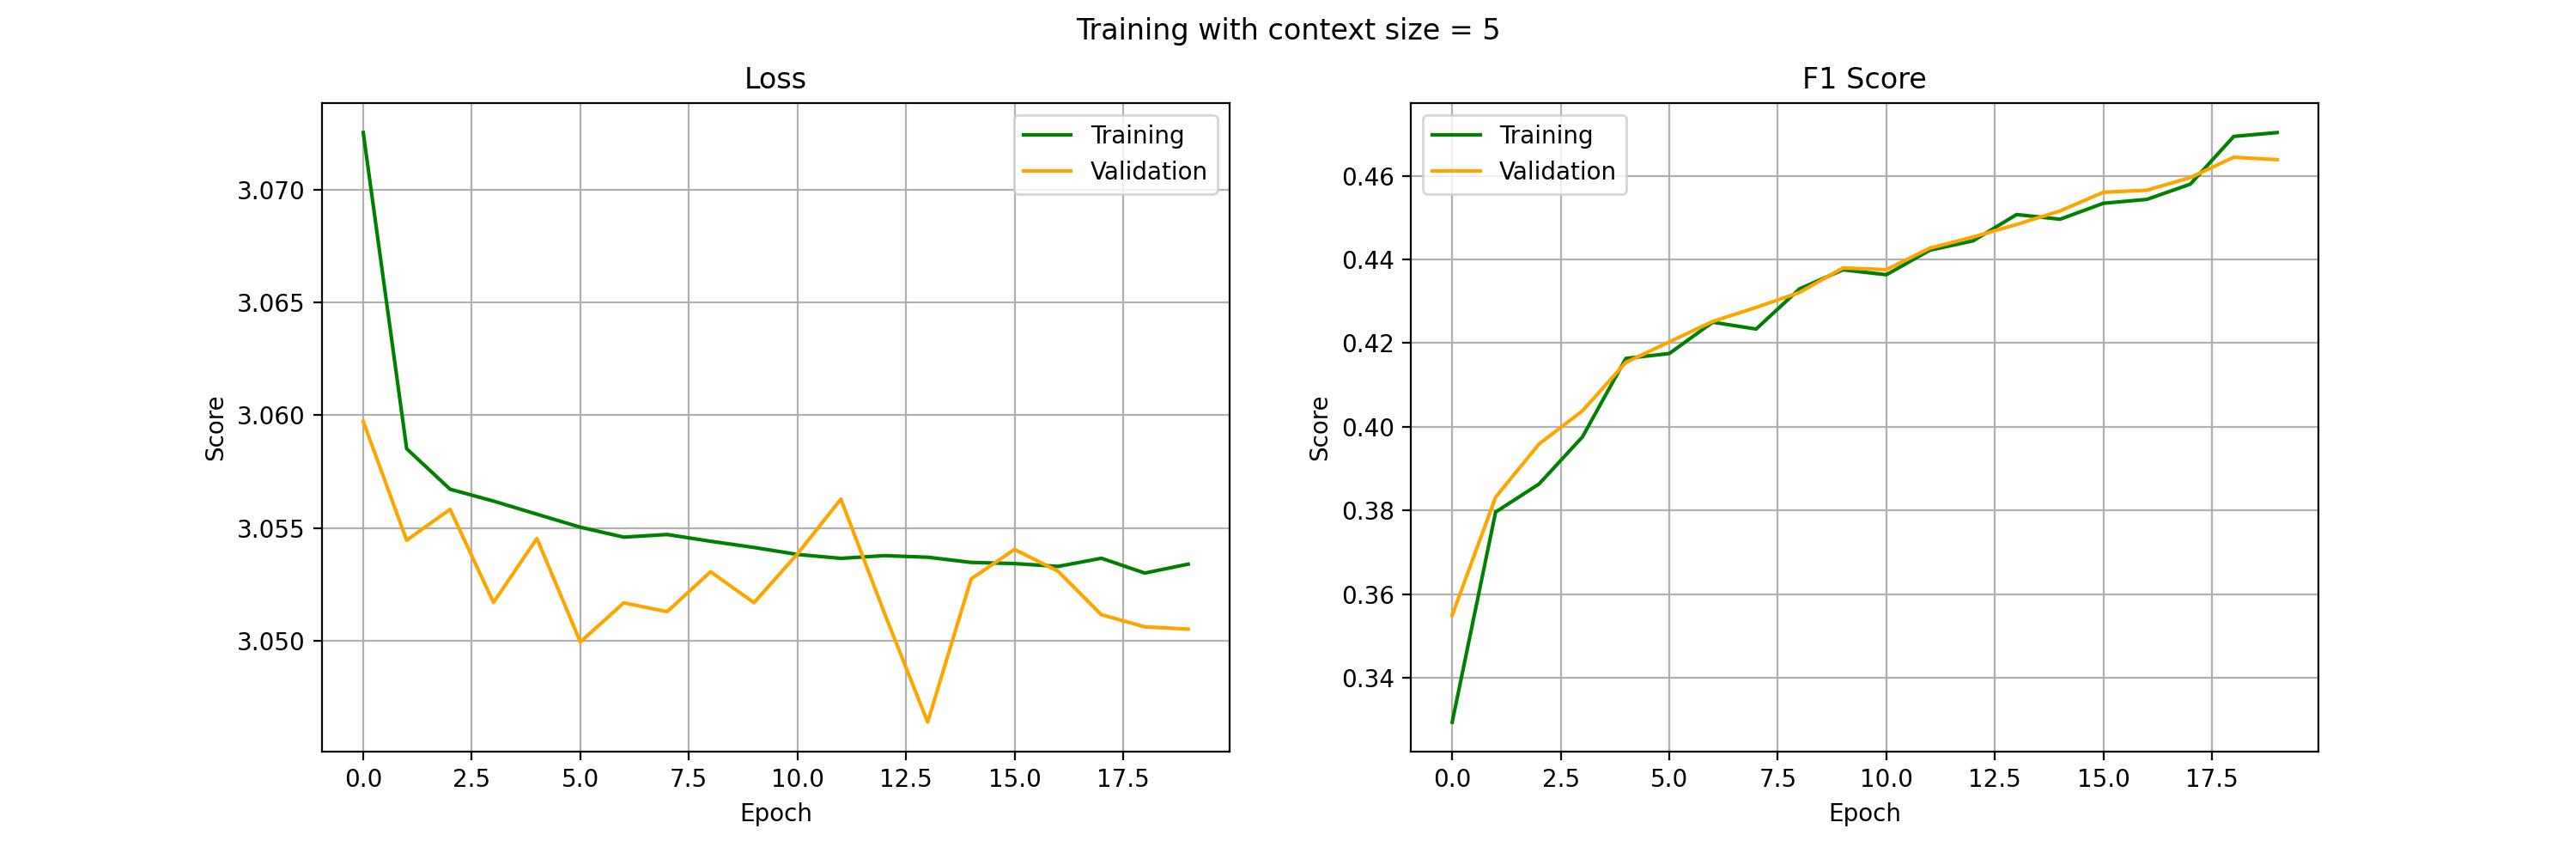 Training with context size = 5
Loss
Training
Validation
3.070
3.065
3.060
3.055
3.050
Score
0.0 2.5 5.0 7.5 10.0 12.5 15.0 17.5
Epoch
F1 Score
Training
Validation
0.46
0.44
0.42
0.40
0.38
0.36
0.34
Score
0.0 2.5 5.0 7.5 10.0 12.5 15.0 17.5
Epoch